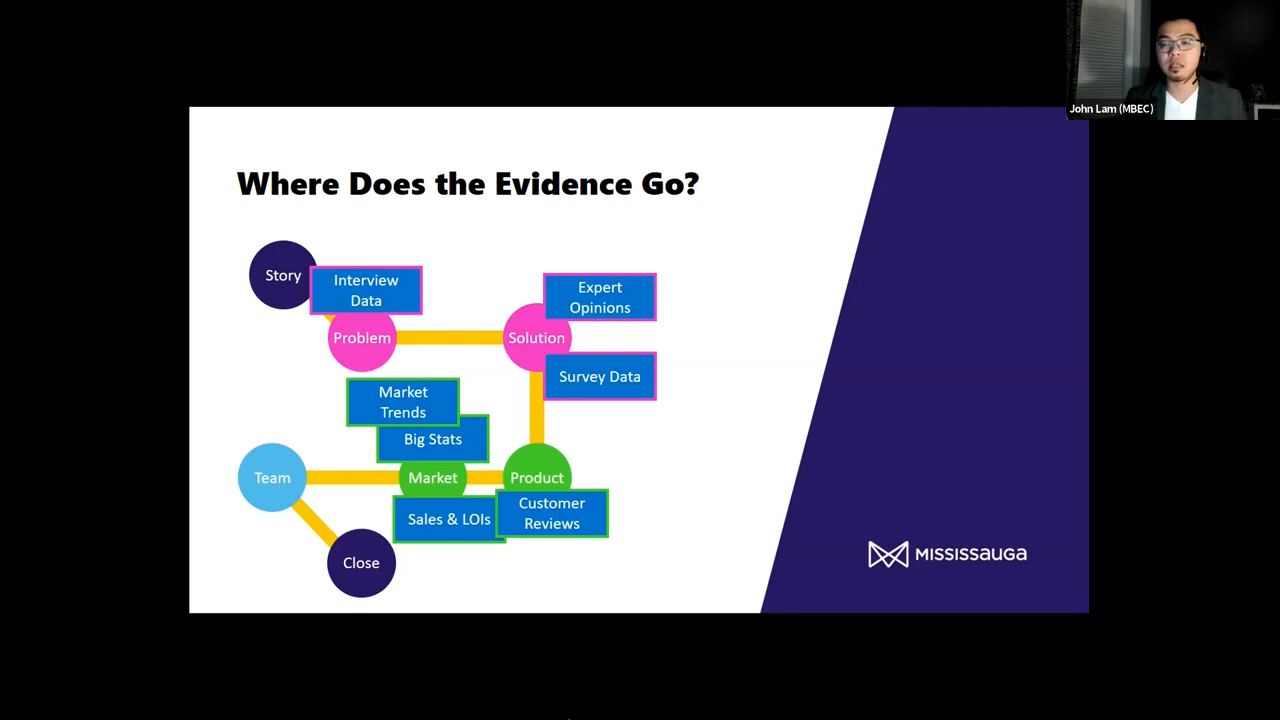 John Lam (MBEC)
Where Does the Evidence Go?
Story
Interview
Data
Expert
Opinions
Problem
Solution
Survey Data
Market
Trends
Big Stats
Team
Market
Product
Sales & LOIs
Customer
Reviews
Close
MISSISSAUGA